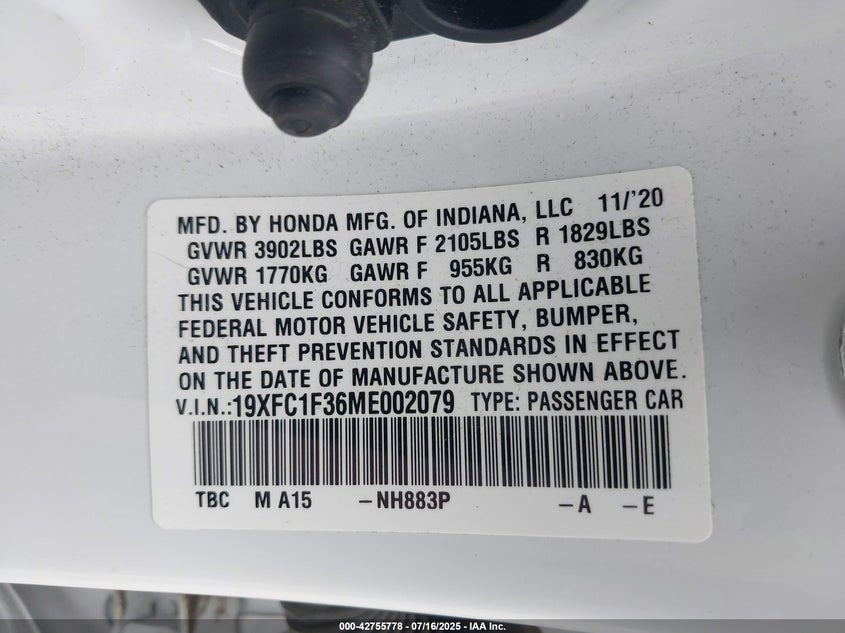 MFD. BY HONDA MFG. OF INDIANA, LLC 11/'20
GVWR 3902LBS GAWR F 2105LBS R 1829LBS
GVWR 1770KG GAWR F 955KG R 830KG
THIS VEHICLE CONFORMS TO ALL APPLICABLE
FEDERAL MOTOR VEHICLE SAFETY, BUMPER,
AND THEFT PREVENTION STANDARDS IN EFFECT
ON THE DATE OF MANUFACTURE SHOWN ABOVE.
V.I.N.:19XFC1F36ME002079 TYPE: PASSENGER CAR
TBC M A15 -NH883P -A -E
000-42755778 - 07/16/2025 - IAA Inc.